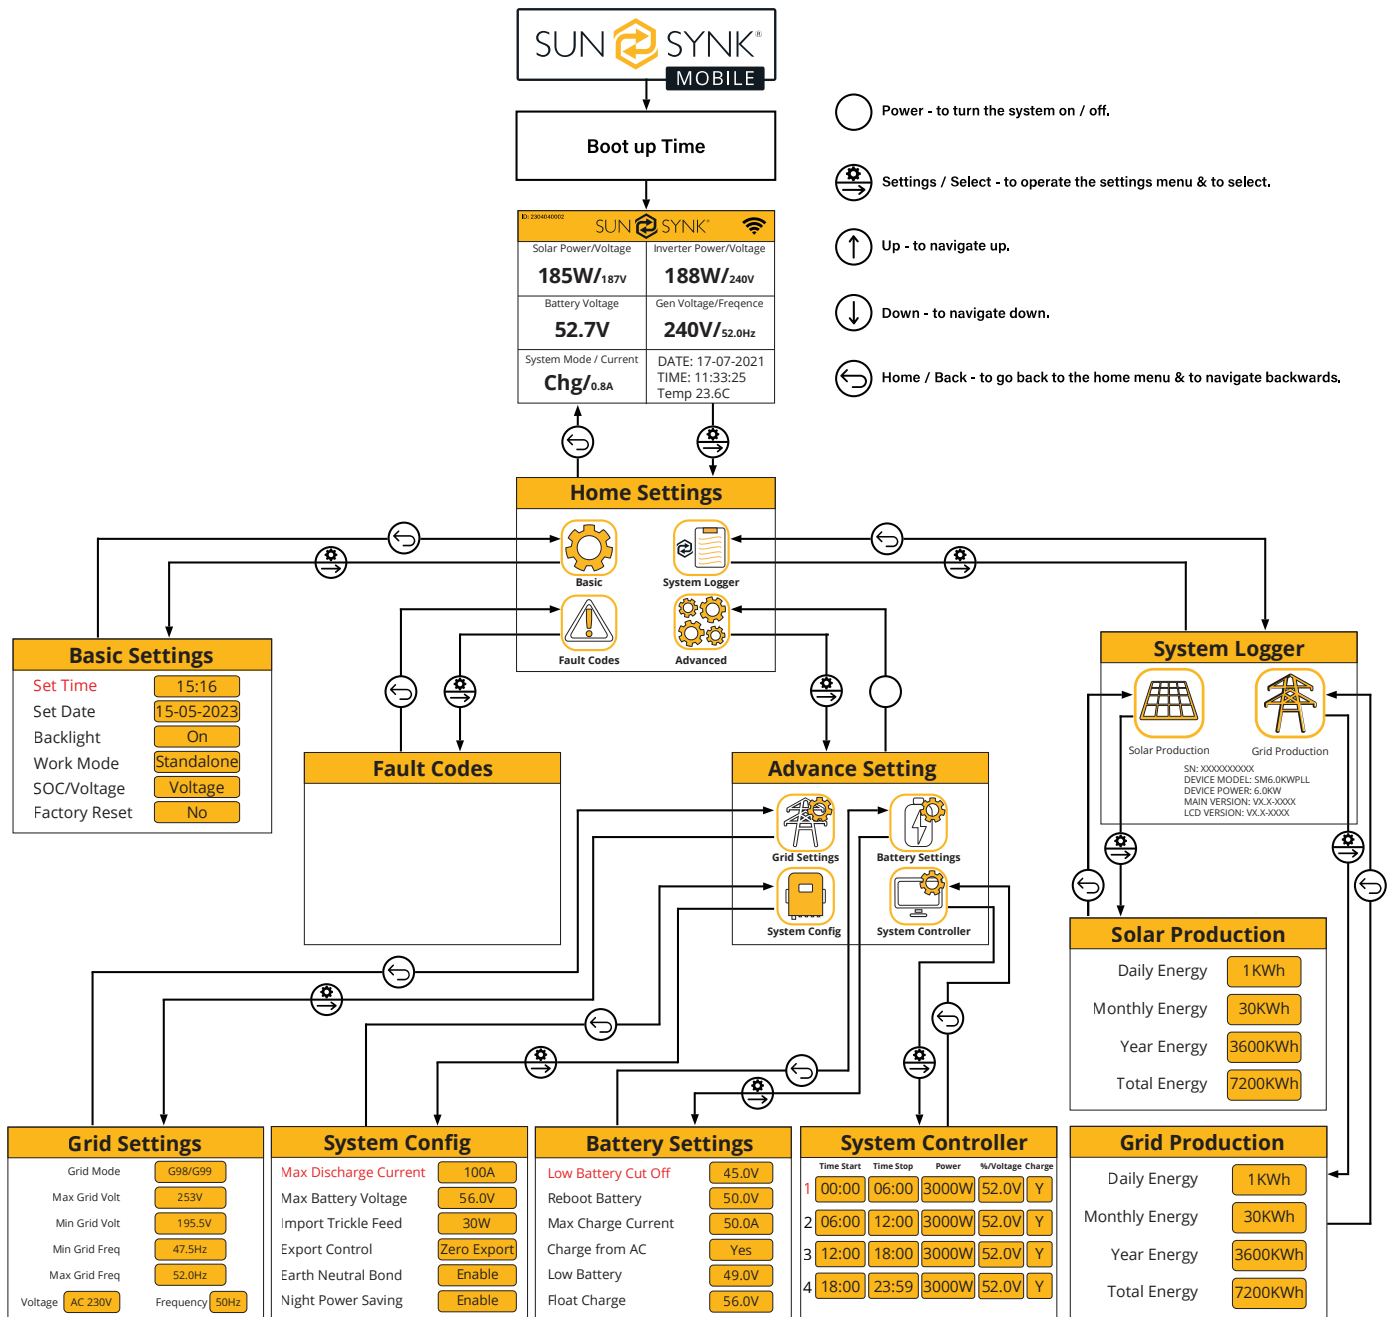 SUN SYNK®
MOBILE
Boot up Time
Power - to turn the system on / off.
Settings / Select - to operate the settings menu & to select.
Up - to navigate up.
Down - to navigate down.
Home / Back - to go back to the home menu & to navigate backwards.
ID: 2304040002
SUN SYNK®
Solar Power/Voltage Inverter Power/Voltage
185W/187V 188W/240V
Battery Voltage Gen Voltage/Freqence
52.7V 240V/52.0Hz
System Mode / Current
Chg/0.8A
DATE: 17-07-2021
TIME: 11:33:25
Temp 23.6C
Home Settings
Basic System Logger
Fault Codes Advanced
Basic Settings
Set Time 15:16
Set Date 15-05-2023
Backlight On
Work Mode Standalone
SOC/Voltage Voltage
Factory Reset No
Fault Codes
Advance Setting
Grid Settings Battery Settings
System Config System Controller
System Logger
Solar Production Grid Production
SN: XXXXXXXXXX
DEVICE MODEL: SM6.0KWPLL
DEVICE POWER: 6.0KW
MAIN VERSION: VX.X-XXXX
LCD VERSION: VX.X-XXXX
Solar Production
Daily Energy 1KWh
Monthly Energy 30KWh
Year Energy 3600KWh
Total Energy 7200KWh
Grid Settings
Grid Mode G98/G99
Max Grid Volt 253V
Min Grid Volt 195.5V
Min Grid Freq 47.5Hz
Max Grid Freq 52.0Hz
Voltage AC 230V Frequency 50Hz
System Config
Max Discharge Current 100A
Max Battery Voltage 56.0V
Import Trickle Feed 30W
Export Control Zero Export
Earth Neutral Bond Enable
Night Power Saving Enable
Battery Settings
Low Battery Cut Off 45.0V
Reboot Battery 50.0V
Max Charge Current 50.0A
Charge from AC Yes
Low Battery 49.0V
Float Charge 56.0V
System Controller
Time Start Time Stop Power %/Voltage Charge
1 00:00 06:00 3000W 52.0V Y
2 06:00 12:00 3000W 52.0V Y
3 12:00 18:00 3000W 52.0V Y
4 18:00 23:59 3000W 52.0V Y
Grid Production
Daily Energy 1KWh
Monthly Energy 30KWh
Year Energy 3600KWh
Total Energy 7200KWh